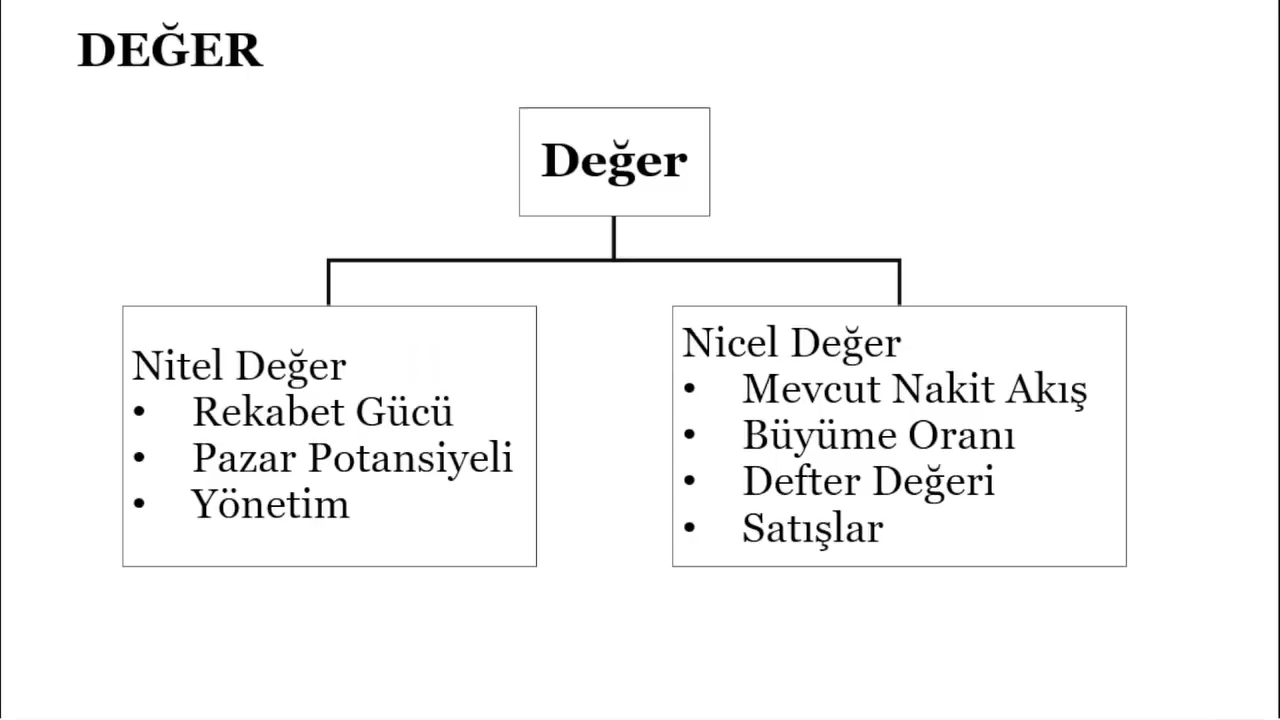 DEĞER
Değer
Nitel Değer
• Rekabet Gücü
• Pazar Potansiyeli
• Yönetim
Nicel Değer
• Mevcut Nakit Akış
• Büyüme Oranı
• Defter Değeri
• Satışlar